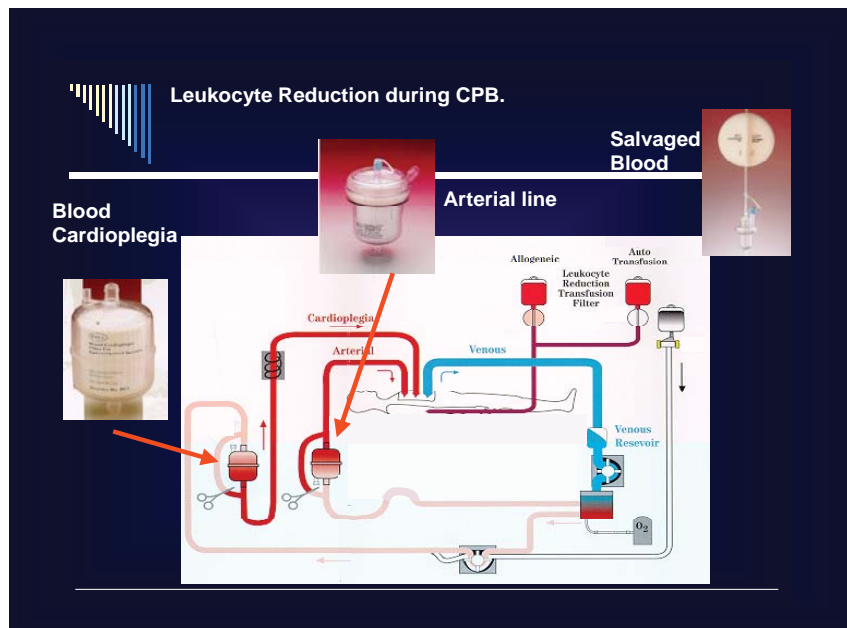 Leukocyte Reduction during CPB.
Salvaged
Blood
Arterial line
Blood
Cardioplegia
Allogeneic
Auto
Transfusion
Leukocyte
Reduction
Transfusion
Filter
Cardioplegia
Arterial
Venous
Venous
Resevoir
O2